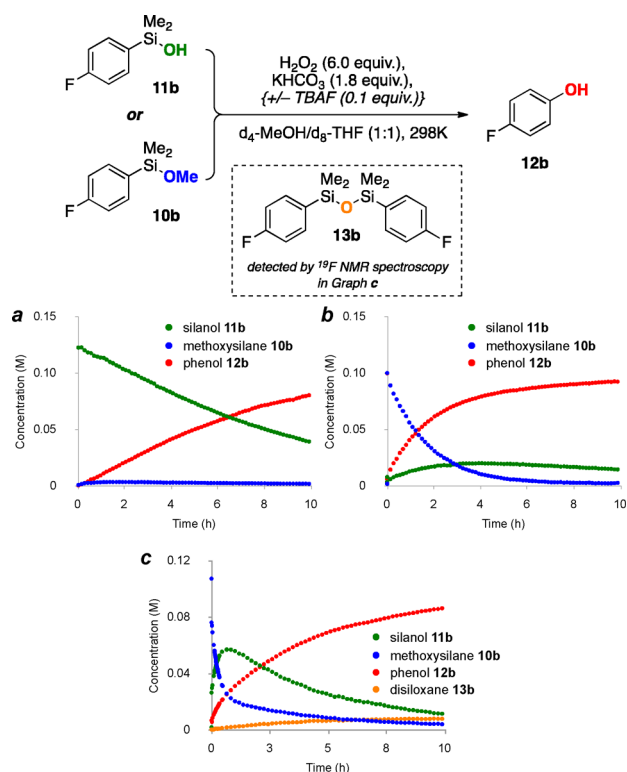 Me₂
Si
OH
F
11b
or
Me₂
Si
OMe
F
10b
H₂O₂ (6.0 equiv.),
KHCO₃ (1.8 equiv.),
{+/– TBAF (0.1 equiv.)}
d₄-MeOH/d₈-THF (1:1), 298K
OH
F
12b
Me₂ Me₂
Si O Si
F F
13b
detected by ¹⁹F NMR spectroscopy
in Graph c
a
0.15
0.10
0.05
0
Concentration (M)
silanol 11b
methoxysilane 10b
phenol 12b
0 2 4 6 8 10
Time (h)
b
0.15
0.10
0.05
0
Concentration (M)
silanol 11b
methoxysilane 10b
phenol 12b
0 2 4 6 8 10
Time (h)
c
0.12
0.08
0.04
0
Concentration (M)
silanol 11b
methoxysilane 10b
phenol 12b
disiloxane 13b
0 3 5 8 10
Time (h)